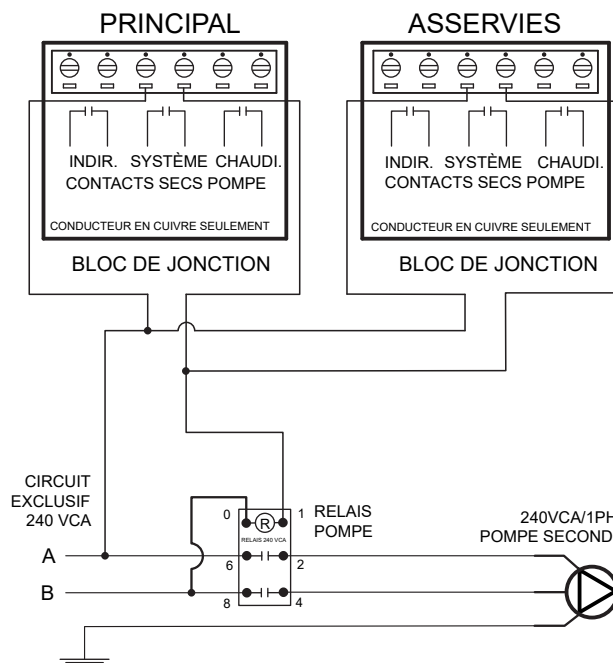 PRINCIPAL
INDIR. SYSTÈME CHAUDI.
CONTACTS SECS POMPE
CONDUCTEUR EN CUIVRE SEULEMENT
BLOC DE JONCTION
ASSERVIES
INDIR. SYSTÈME CHAUDI.
CONTACTS SECS POMPE
CONDUCTEUR EN CUIVRE SEULEMENT
BLOC DE JONCTION
CIRCUIT
EXCLUSIF
240 VCA
A
B
0
R
1
RELAIS 240 VCA
6
2
8
4
RELAIS
POMPE
240VCA/1PH
POMPE SECOND